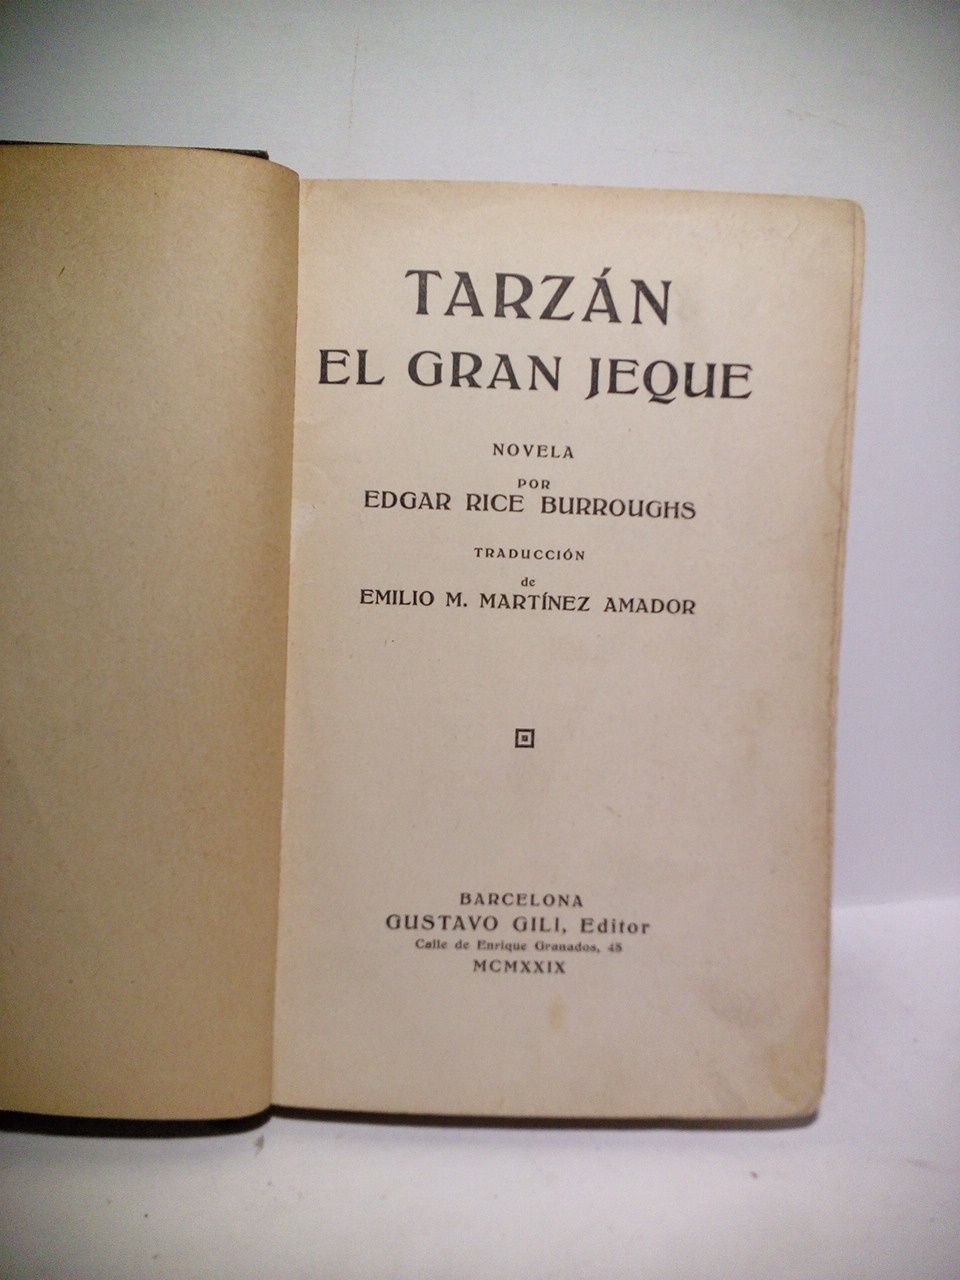 TARZÁN
EL GRAN JEQUE
NOVELA
POR
EDGAR RICE BURROUGHS
TRADUCCIÓN
de
EMILIO M. MARTÍNEZ AMADOR
BARCELONA
GUSTAVO GILI, Editor
Calle de Enrique Granados, 45
MCMXXIX